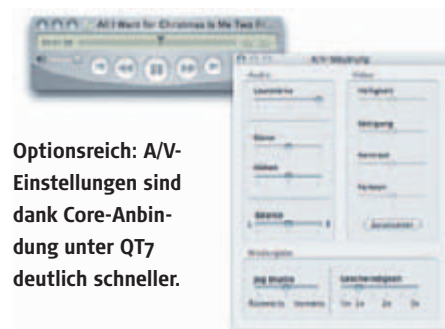 All I Want for Christmas Is Me Two Fr...
A/V-Steuerung
Audio
Video
Lautstärke
Helligkeit
Bässe
Sättigung
Höhen
Kontrast
Farbton
Balance
L R
Zurücksetzen
Wiedergabe
Jog Shuttle
Geschwindigkeit
Rückwärts Vorwärts
1x 2x 3x
Optionsreich: A/V-
Einstellungen sind
dank Core-Anbin-
dung unter QT7
deutlich schneller.